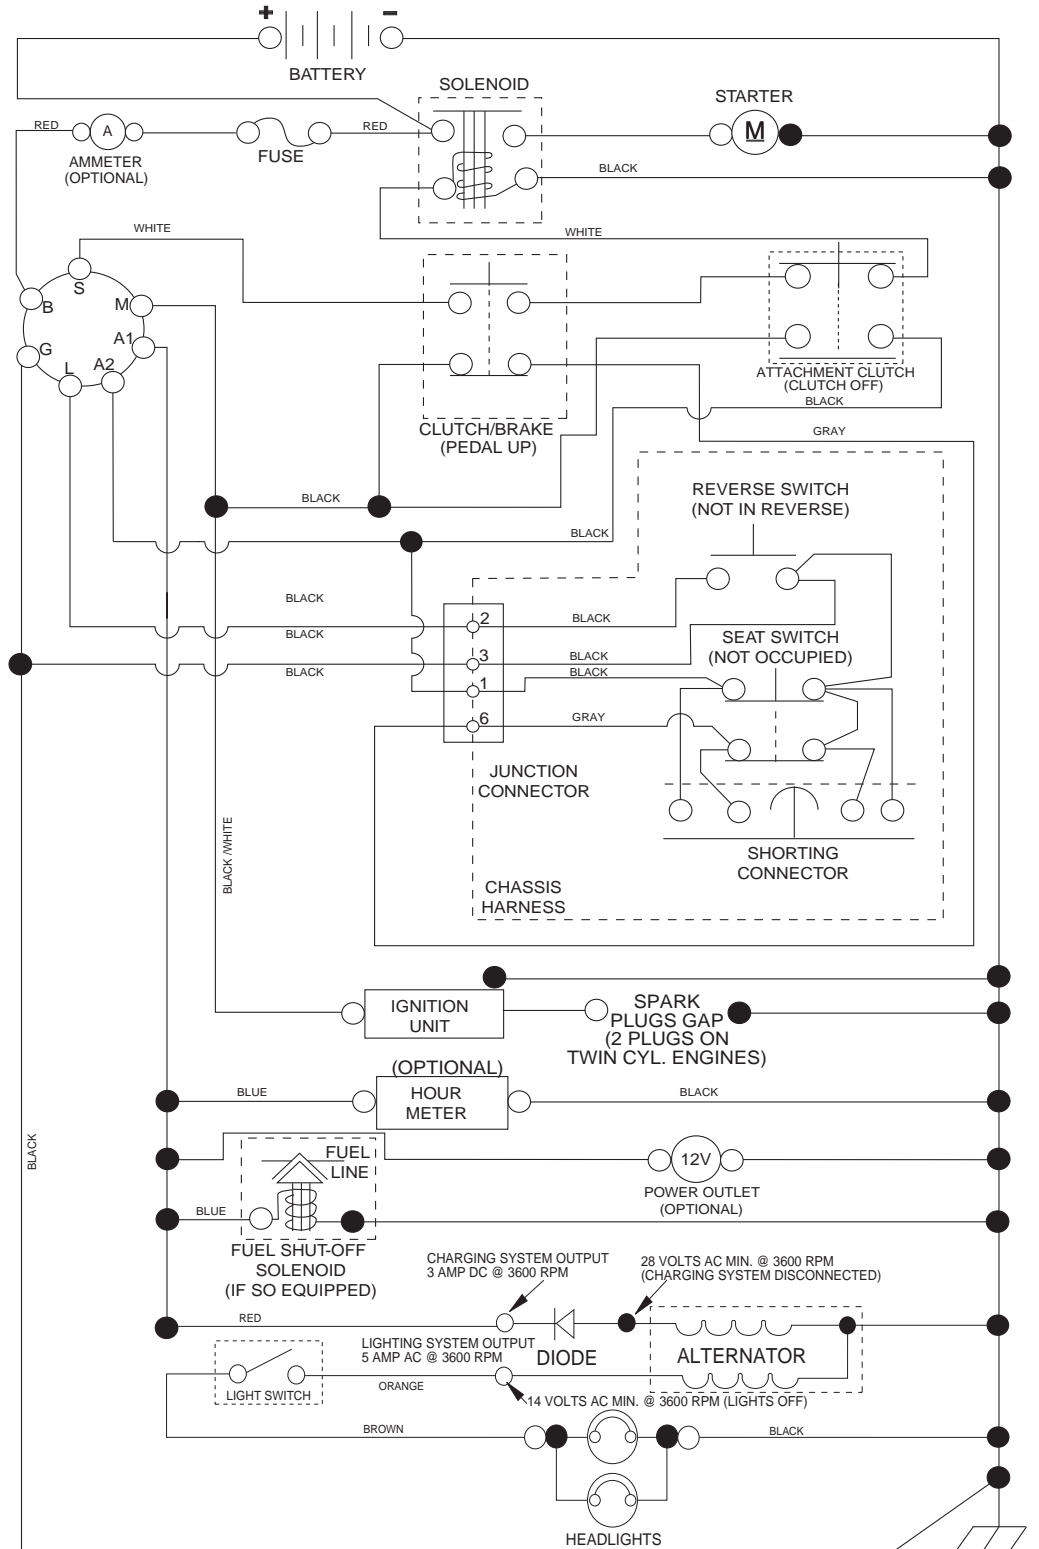 + −
BATTERY
SOLENOID
STARTER
RED
A
RED
M
AMMETER
(OPTIONAL)
FUSE
BLACK
WHITE
WHITE
S
B
M
G
A1
L
A2
ATTACHMENT CLUTCH
(CLUTCH OFF)
BLACK
CLUTCH/BRAKE
(PEDAL UP)
GRAY
BLACK
REVERSE SWITCH
(NOT IN REVERSE)
BLACK
BLACK
2
BLACK
BLACK
SEAT SWITCH
(NOT OCCUPIED)
3
BLACK
BLACK
1
BLACK
6
GRAY
JUNCTION
CONNECTOR
BLACK /WHITE
SHORTING
CONNECTOR
CHASSIS
HARNESS
IGNITION
UNIT
SPARK
PLUGS GAP
(2 PLUGS ON
TWIN CYL. ENGINES)
(OPTIONAL)
HOUR
METER
BLUE
BLACK
BLACK
FUEL
LINE
12V
POWER OUTLET
(OPTIONAL)
BLUE
FUEL SHUT-OFF
SOLENOID
(IF SO EQUIPPED)
CHARGING SYSTEM OUTPUT
3 AMP DC @ 3600 RPM
28 VOLTS AC MIN. @ 3600 RPM
(CHARGING SYSTEM DISCONNECTED)
RED
LIGHTING SYSTEM OUTPUT
5 AMP AC @ 3600 RPM
DIODE
ALTERNATOR
LIGHT SWITCH
ORANGE
14 VOLTS AC MIN. @ 3600 RPM (LIGHTS OFF)
BROWN
BLACK
HEADLIGHTS